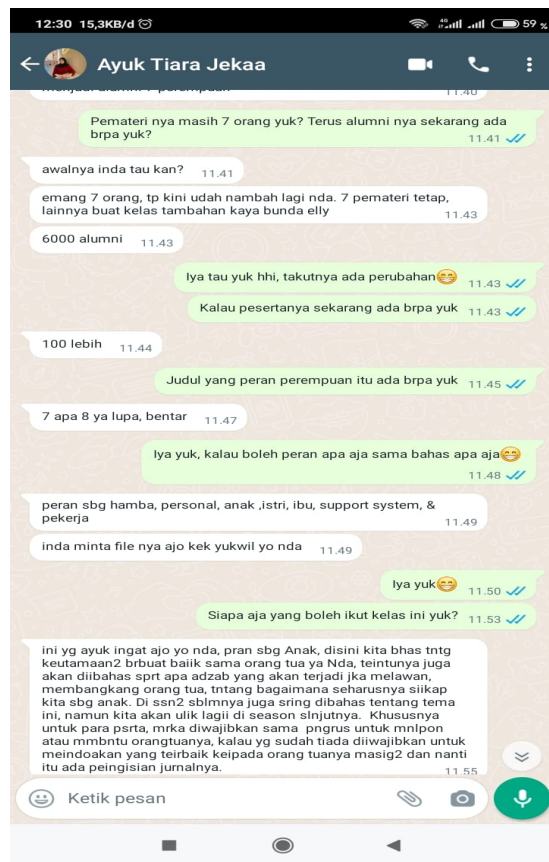 12:30 15,3KB/d
4G
59 %
Ayuk Tiara Jekaa
11.40
Pemateri nya masih 7 orang yuk? Terus alumni nya sekarang ada
brpa yuk?
11.41
awalnya inda tau kan? 11.41
emang 7 orang, tp kini udah nambah lagi nda. 7 pemateri tetap,
lainnya buat kelas tambahan kaya bunda elly
11.43
6000 alumni 11.43
Iya tau yuk hhi, takutnya ada perubahan😁 11.43
Kalau pesertanya sekarang ada brpa yuk 11.43
100 lebih 11.44
Judul yang peran perempuan itu ada brpa yuk 11.45
7 apa 8 ya lupa, bentar 11.47
Iya yuk, kalau boleh peran apa aja sama bahas apa aja😁
11.48
peran sbg hamba, personal, anak ,istri, ibu, support system, &
pekerja
11.49
inda minta file nya ajo kek yukwil yo nda 11.49
Iya yuk😁 11.50
Siapa aja yang boleh ikut kelas ini yuk? 11.53
ini yg ayuk ingat ajo yo nda, pran sbg Anak, disini kita bhas tntg
keutamaan2 brbuat baiik sama orang tua ya Nda, teintunya juga
akan diibahas sprt apa adzab yang akan terjadi jka melawan,
membangkang orang tua, tntang bagaimana seharusnya siikap
kita sbg anak. Di ssn2 sblmnya juga sring dibahas tentang tema
ini, namun kita akan ulik lagii di season slnjutnya. Khususnya
untuk para psrta, mrka diwajibkan sama pngrus untuk mnlpon
atau mmbntu orangtuanya, kalau yg sudah tiada diiwajibkan untuk
meindoakan yang teirbaik keipada orang tuanya masig2 dan nanti
itu ada peingisian jurnalnya.
11.55
Ketik pesan